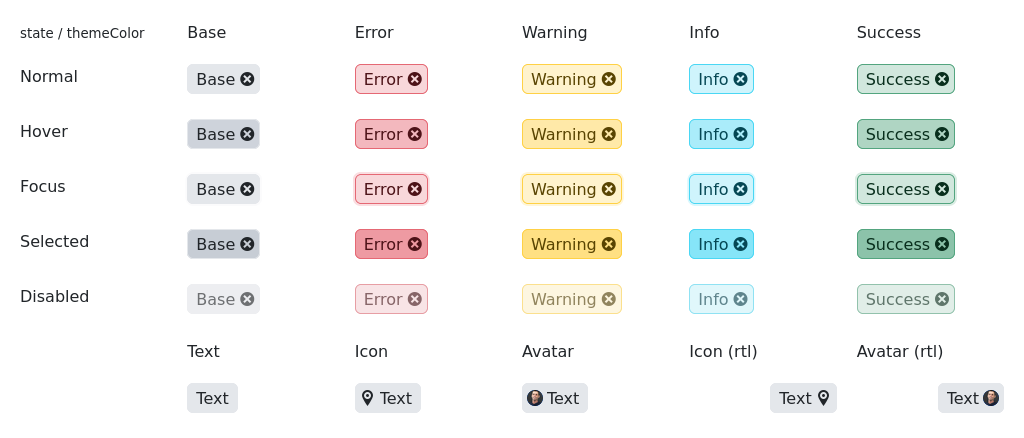 state / themeColor Base Error Warning Info Success
Normal Base Error Warning Info Success
Hover Base Error Warning Info Success
Focus Base Error Warning Info Success
Selected Base Error Warning Info Success
Disabled Base Error Warning Info Success
Text Icon Avatar Icon (rtl) Avatar (rtl)
Text Text Text Text Text